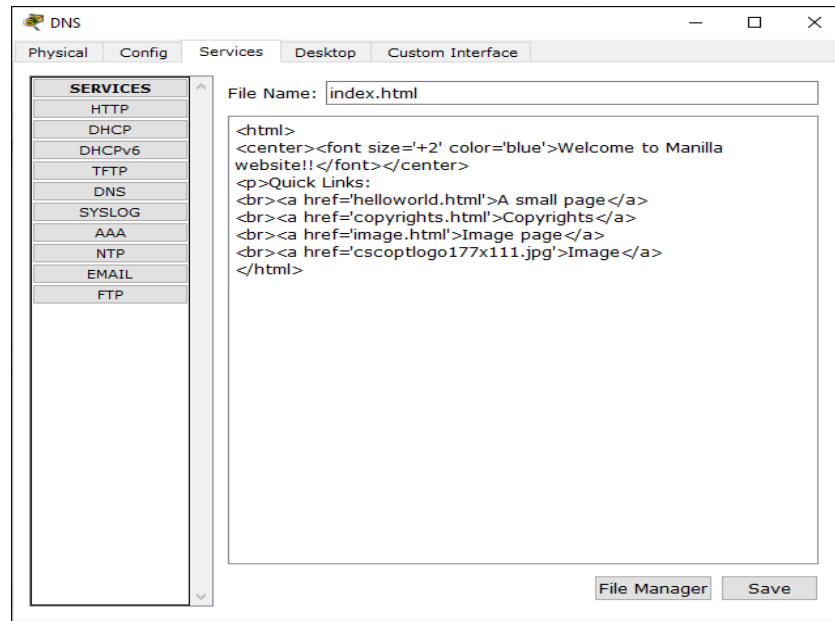 DNS
Physical Config Services Desktop Custom Interface
SERVICES
HTTP
DHCP
DHCPv6
TFTP
DNS
SYSLOG
AAA
NTP
EMAIL
FTP
File Name: index.html
<html>
<center><font size='+2' color='blue'>Welcome to Manilla
website!!</font></center>
<p>Quick Links:
<br><a href='helloworld.html'>A small page</a>
<br><a href='copyrights.html'>Copyrights</a>
<br><a href='image.html'>Image page</a>
<br><a href='cscoptlogo177x111.jpg'>Image</a>
</html>
File Manager Save